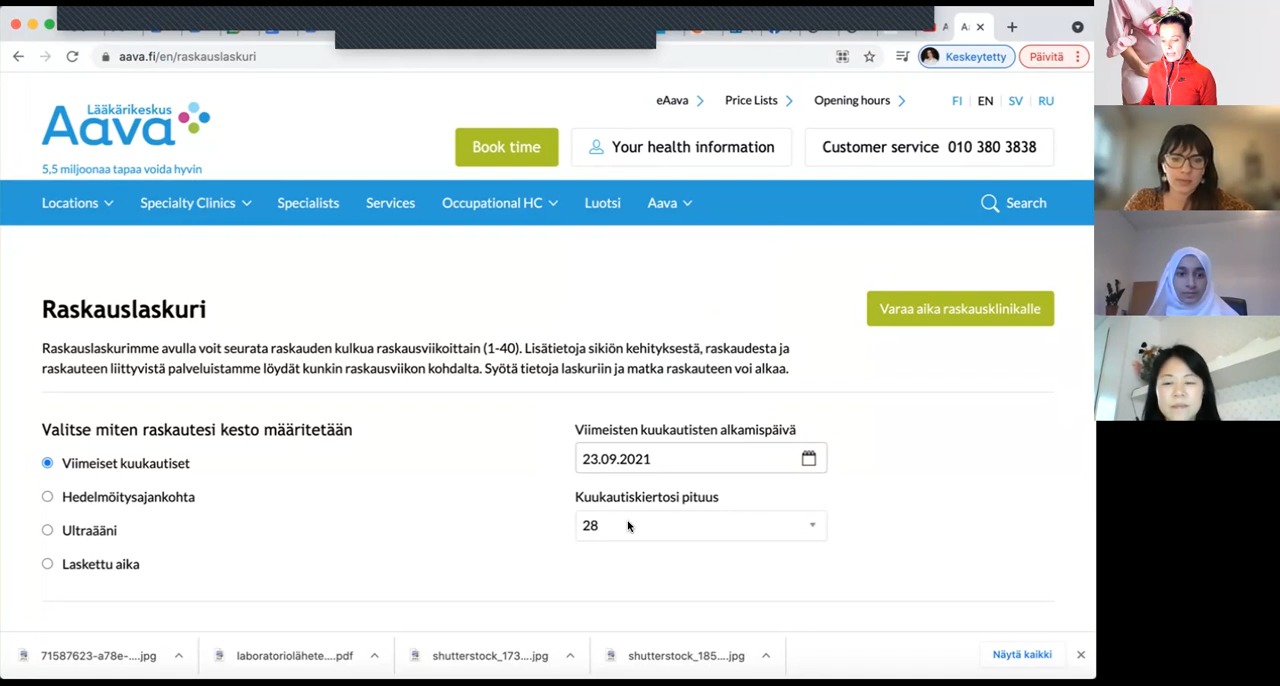 A
A:
aava.fi/en/raskauslaskuri
Keskeytetty
Päivitä
Lääkärikeskus
Aava
5,5 miljoonaa tapaa voida hyvin
eAava
Price Lists
Opening hours
FI | EN | SV | RU
Book time
Your health information
Customer service 010 380 3838
Locations
Specialty Clinics
Specialists
Services
Occupational HC
Luotsi
Aava
Search
Raskauslaskuri
Varaa aika raskausklinikalle
Raskauslaskurimme avulla voit seurata raskauden kulkua raskausviikoittain (1-40). Lisätietoja sikiön kehityksestä, raskaudesta ja
raskauteen liittyvistä palveluistamme löydät kunkin raskausviikon kohdalta. Syötä tietoja laskuriin ja matka raskauteen voi alkaa.
Valitse miten raskautesi kesto määritetään
Viimeiset kuukautiset
Hedelmöitysajankohta
Ultraääni
Laskettu aika
Viimeisten kuukautisten alkamispäivä
23.09.2021
Kuukautiskiertosi pituus
28
71587623-a78e-....jpg
laboratoriolähete....pdf
shutterstock_173....jpg
shutterstock_185....jpg
Näytä kaikki